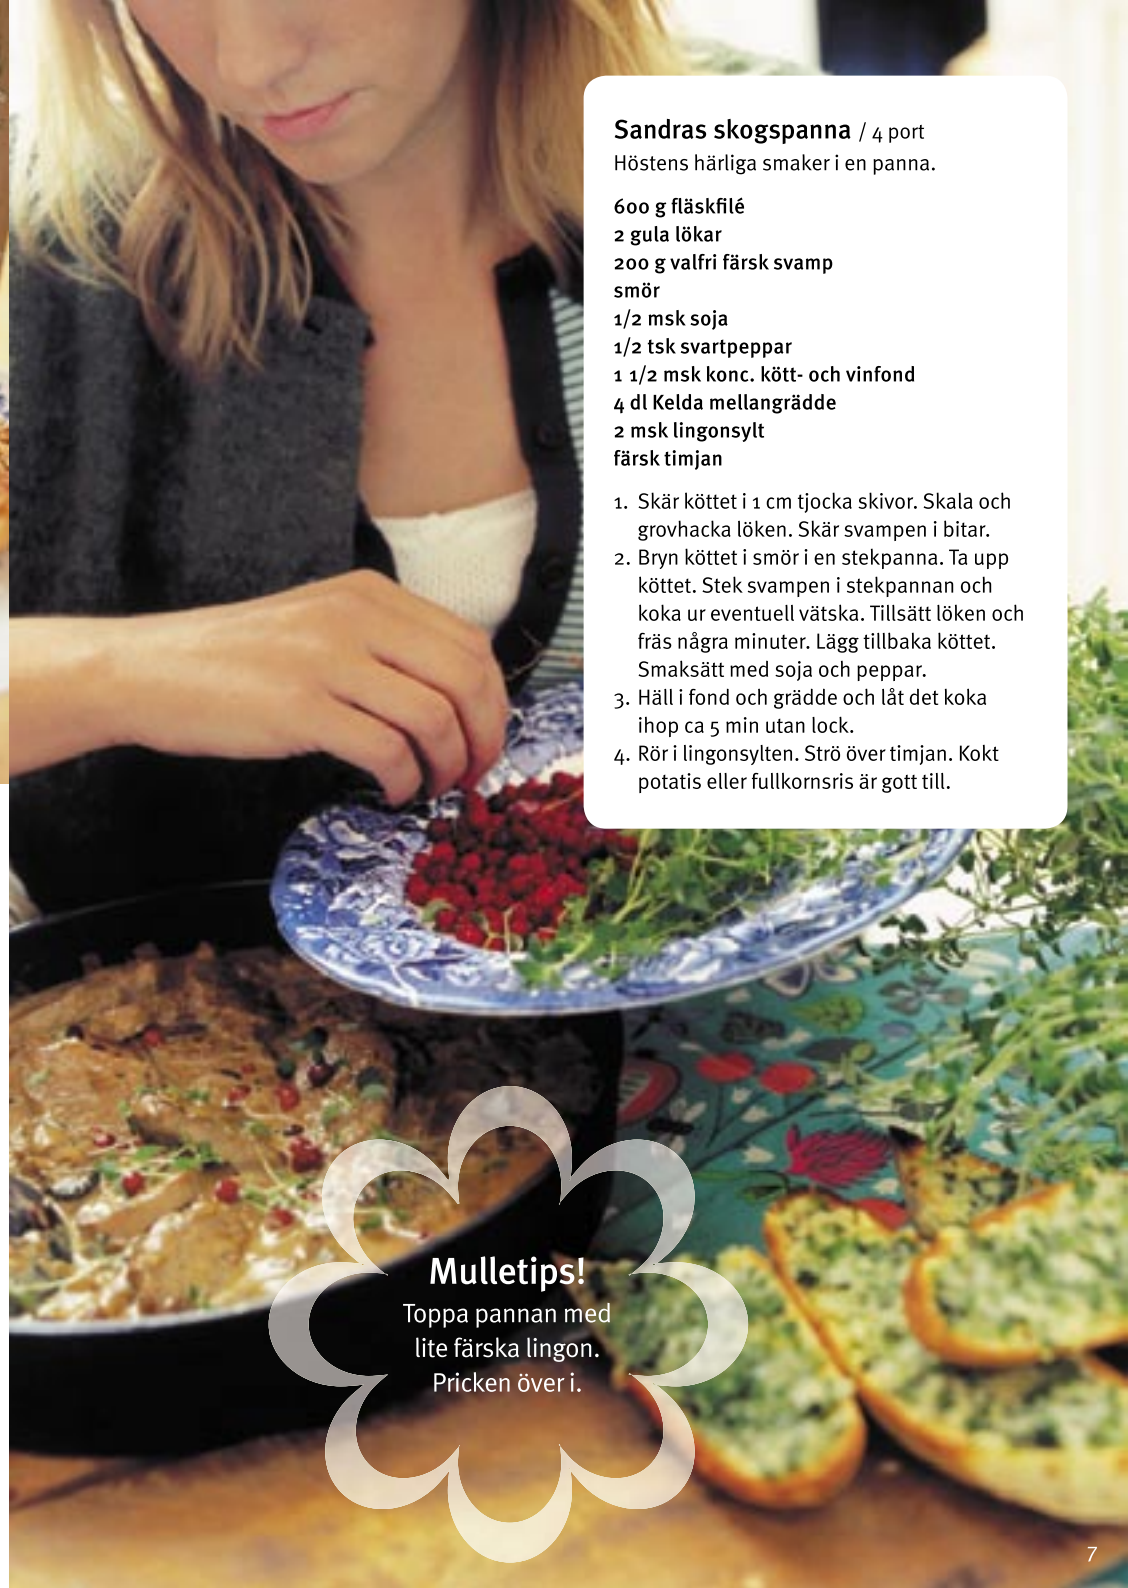 Sandras skogspanna / 4 port
Höstens härliga smaker i en panna.
600 g fläskfilé
2 gula lökar
200 g valfri färsk svamp
smör
1/2 msk soja
1/2 tsk svartpeppar
1 1/2 msk konc. kött- och vinfond
4 dl Kelda mellangrädde
2 msk lingonsylt
färsk timjan
1. Skär köttet i 1 cm tjocka skivor. Skala och
grovhacka löken. Skär svampen i bitar.
2. Bryn köttet i smör i en stekpanna. Ta upp
köttet. Stek svampen i stekpannan och
koka ur eventuell vätska. Tillsätt löken och
fräs några minuter. Lägg tillbaka köttet.
Smaksätt med soja och peppar.
3. Häll i fond och grädde och låt det koka
ihop ca 5 min utan lock.
4. Rör i lingonsylten. Strö över timjan. Kokt
potatis eller fullkornsris är gott till.
Mulletips!
Toppa pannan med
lite färska lingon.
Pricken över i.
7